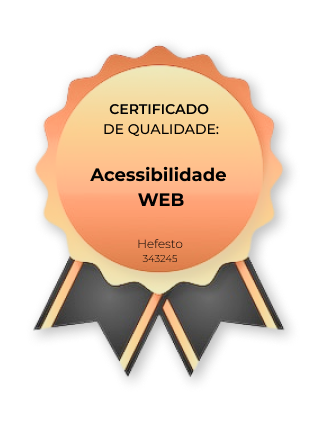 CERTIFICADO
DE QUALIDADE:
Acessibilidade
WEB
Hefesto
343245